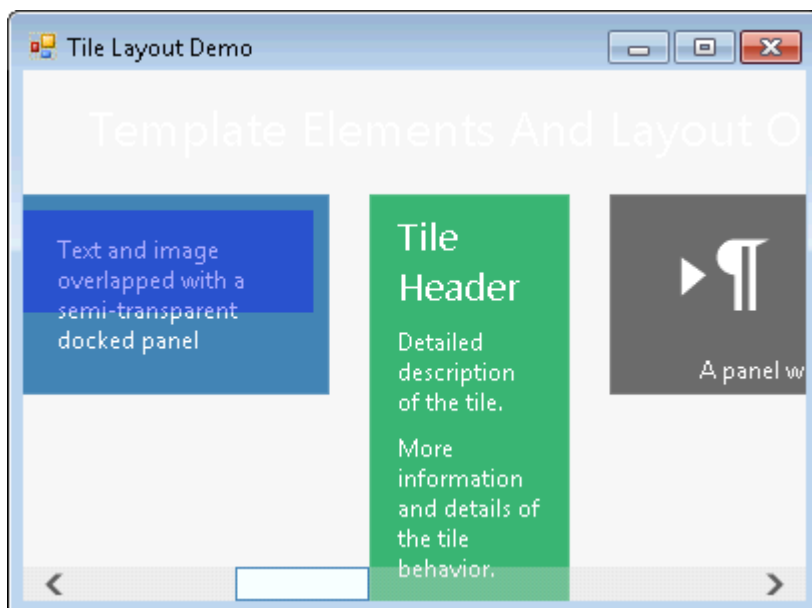 Tile Layout Demo
Template Elements And Layout O
Text and image
overlapped with a
semi-transparent
docked panel
Tile
Header
Detailed
description
of the tile.
More
information
and details of
the tile
behavior.
¶
A panel w